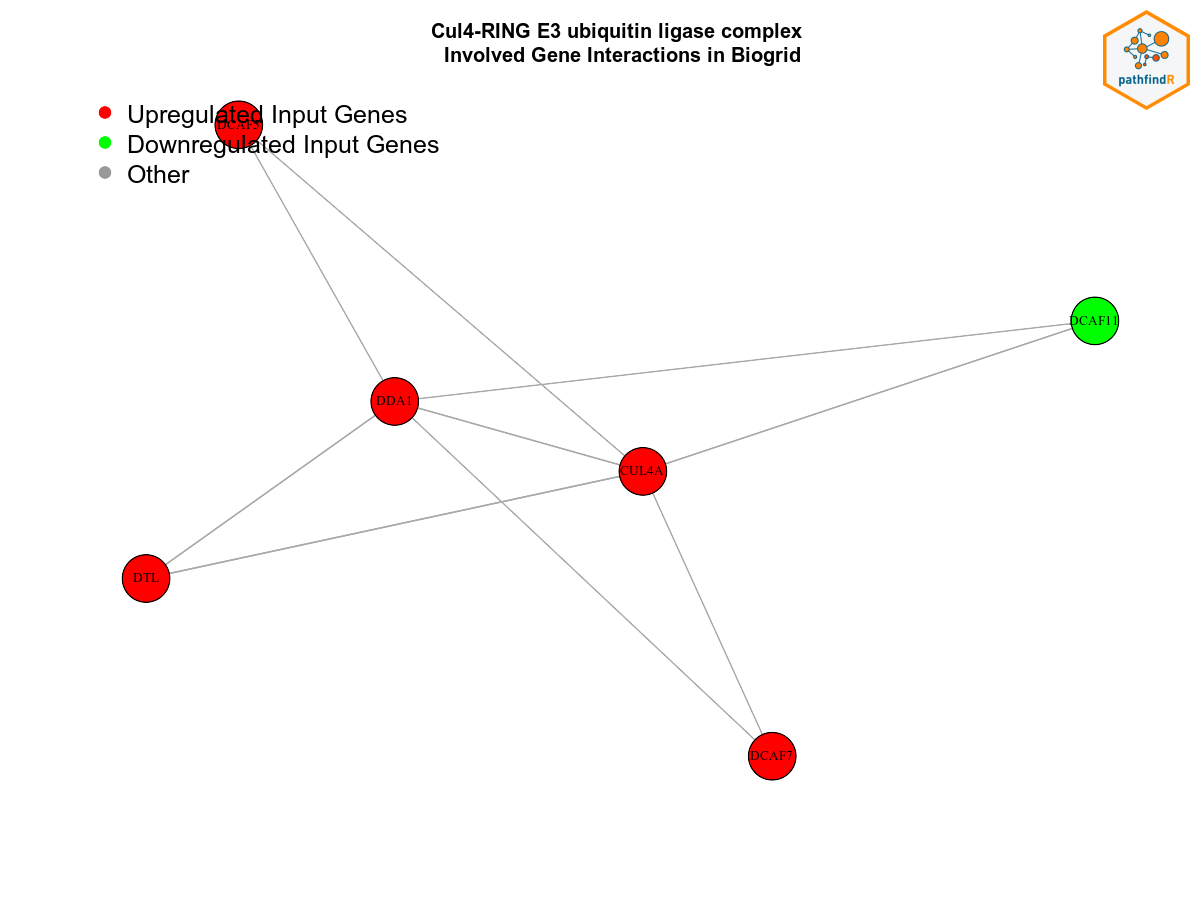 Cul4-RING E3 ubiquitin ligase complex
Involved Gene Interactions in Biogrid
pathfindR
Upregulated Input Genes
DCAF5
Downregulated Input Genes
Other
DCAF11
DDA1
CUL4A
DTL
DCAF7